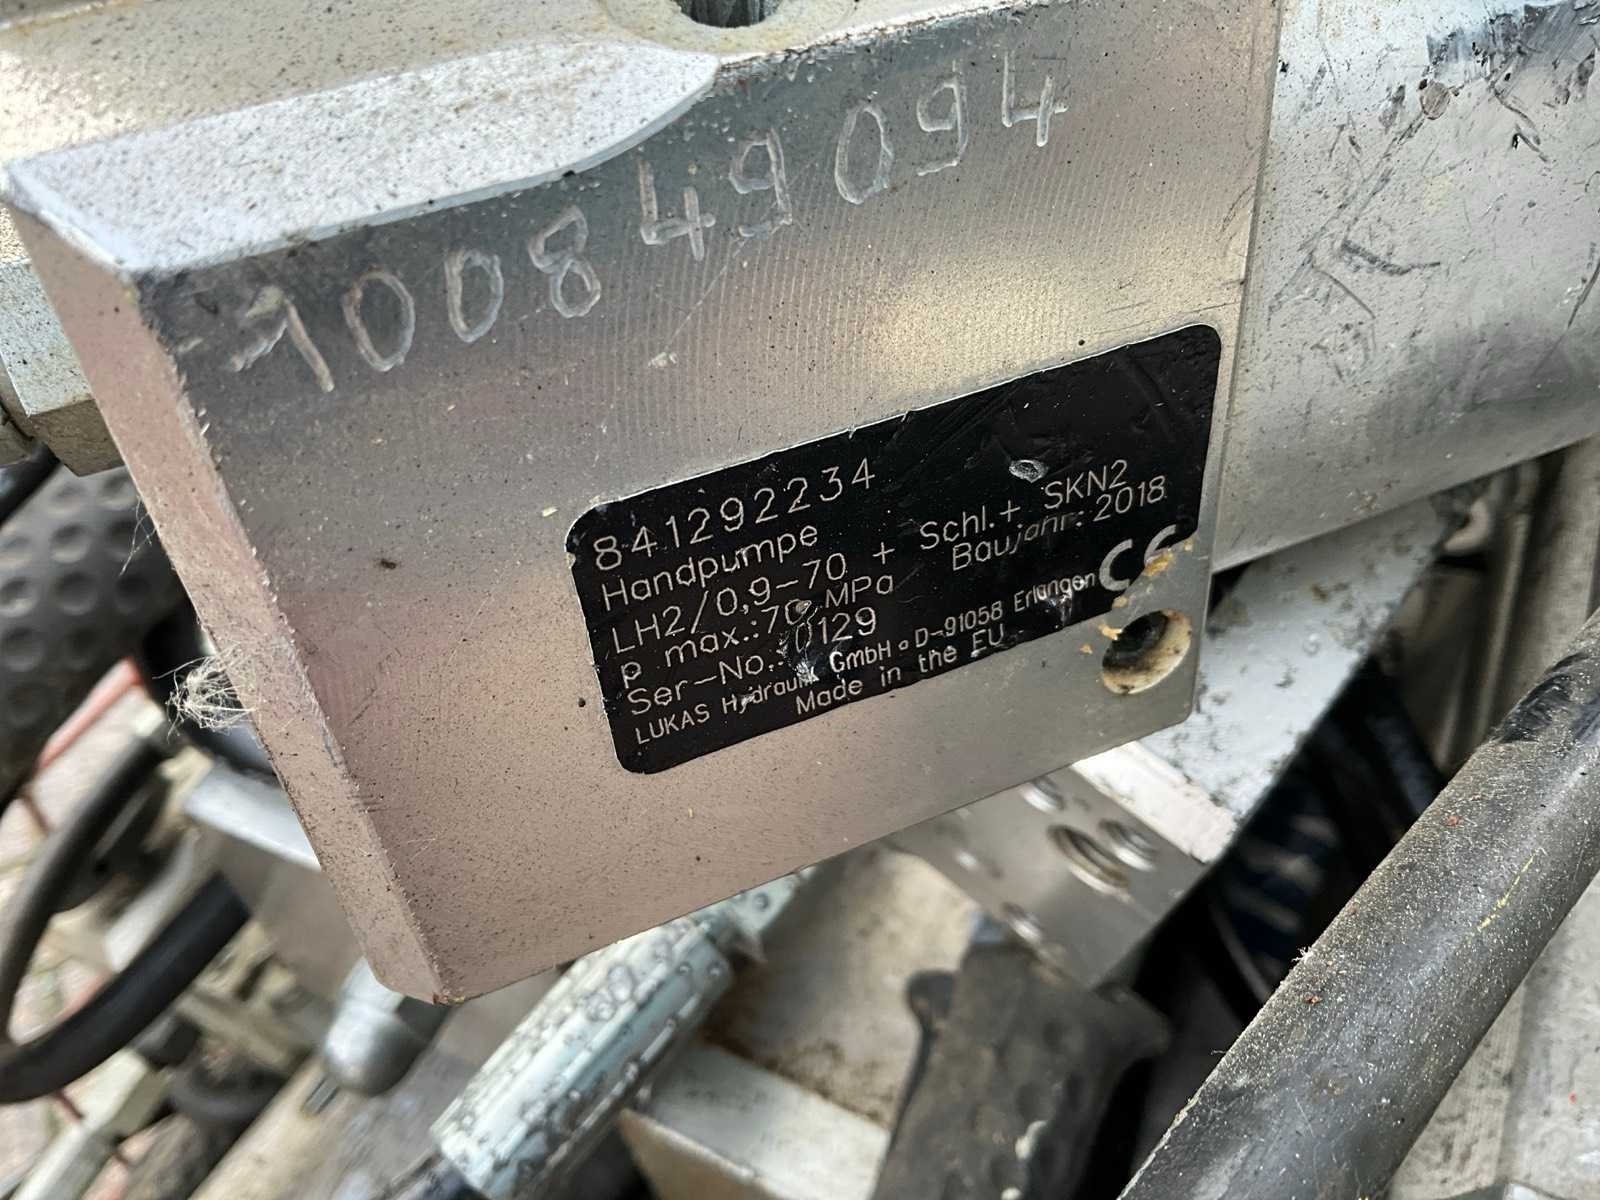 100849094
841292234
Handpumpe
LH2/0,9-70 + Schl.+ SKN2
p max.:70 MPa Baujahr: 2018
Ser-No.: 0129
LUKAS Hydraulik GmbH ∘ D-91058 Erlangen CE
Made in the EU